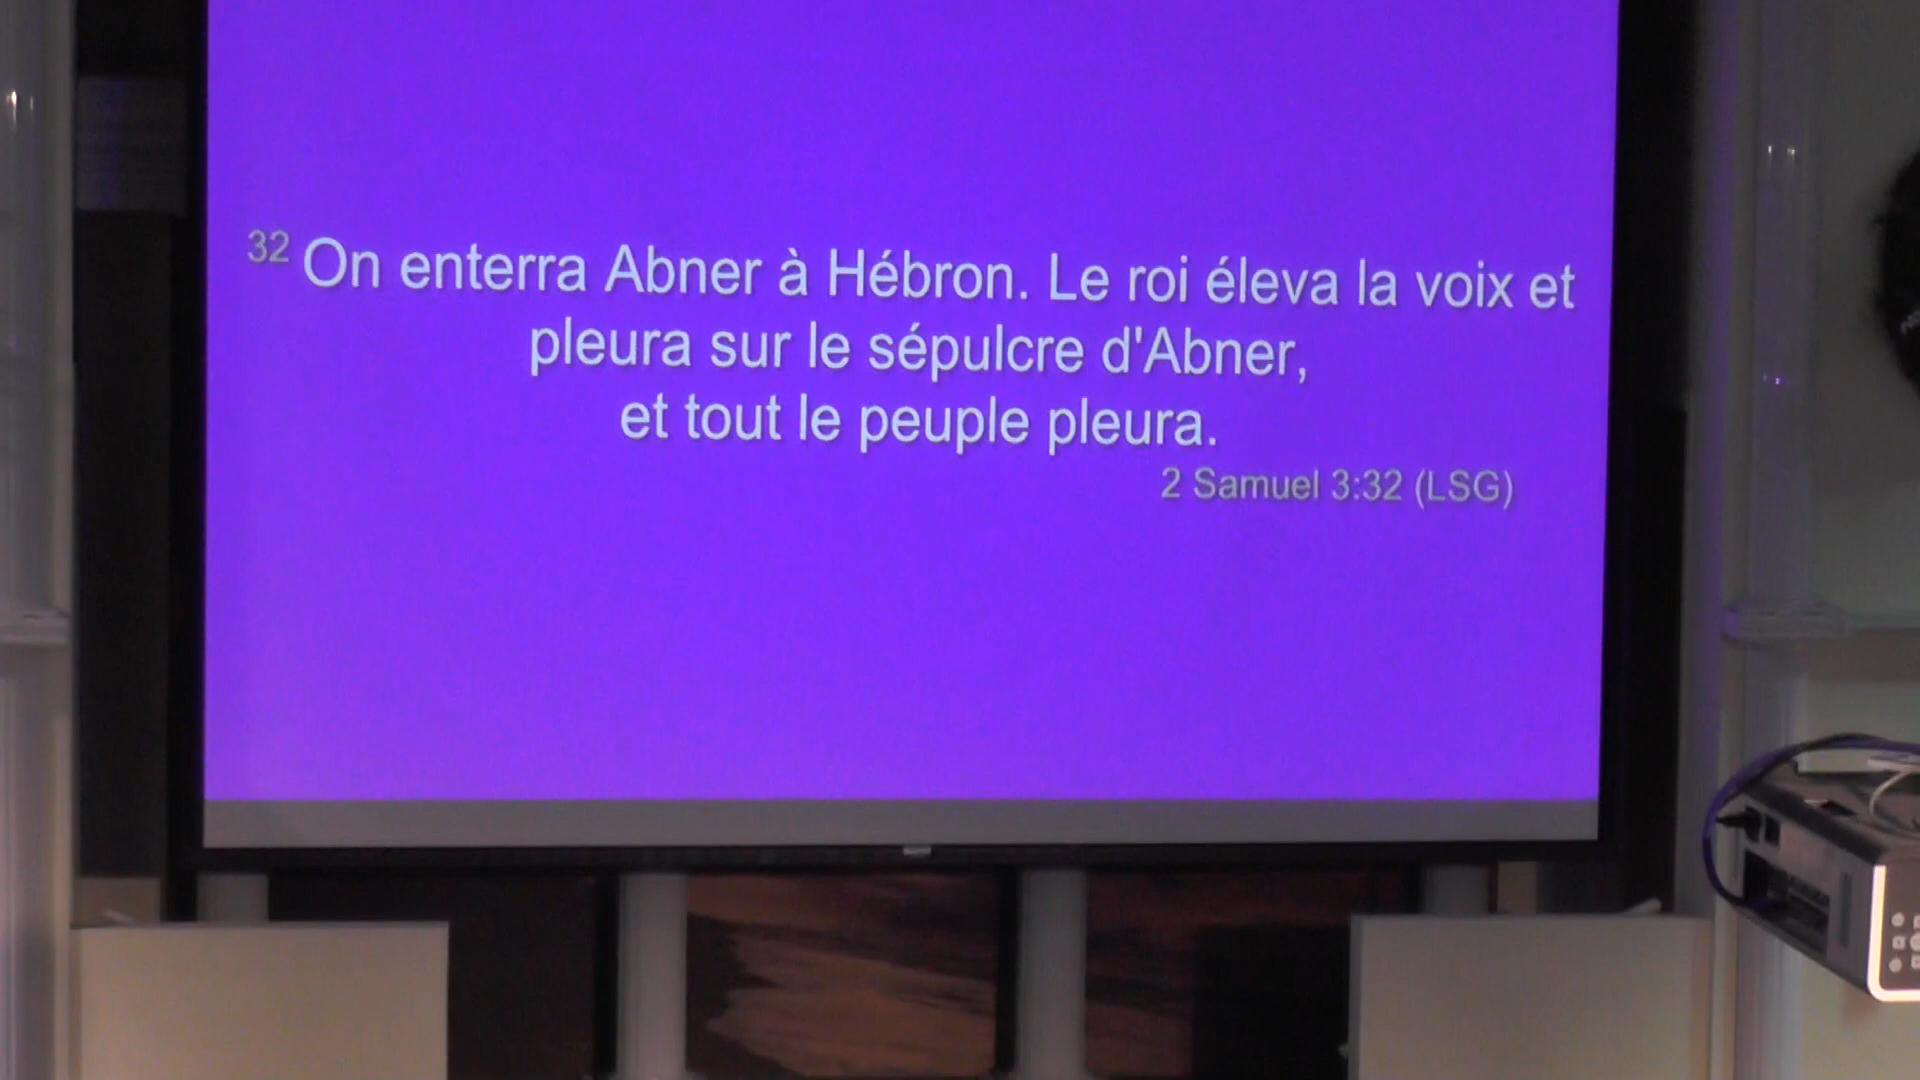 32 On enterra Abner à Hébron. Le roi éleva la voix et
pleura sur le sépulcre d'Abner,
et tout le peuple pleura.
2 Samuel 3:32 (LSG)